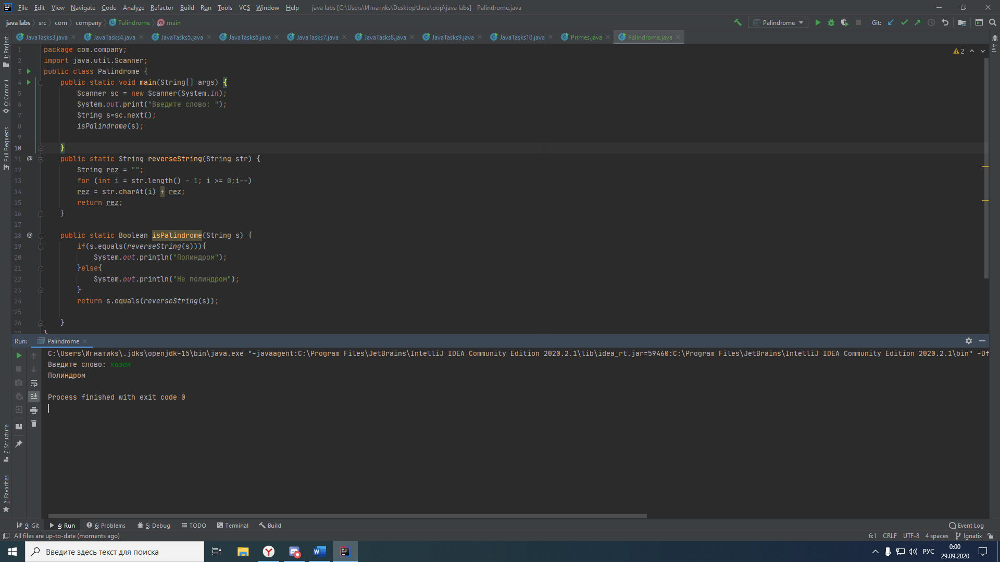 File Edit View Navigate Code Analyze Refactor Build Run Tools VCS Window Help java labs [C:\Users\Игнатикs\Desktop\Java\oop\java labs] - Palindrome.java
java labs src com company Palindrome main Palindrome Git:
JavaTasks3.java JavaTasks4.java JavaTasks5.java JavaTasks6.java JavaTasks7.java JavaTasks8.java JavaTasks9.java JavaTasks10.java Primes.java Palindrome.java
1: Project
0: Commit
Pull Requests
7: Structure
2: Favorites
Ant
2
1 package com.company;
2 import java.util.Scanner;
3 public class Palindrome {
4 public static void main(String[] args) {
5 Scanner sc = new Scanner(System.in);
6 System.out.print("Введите слово: ");
7 String s=sc.next();
8 isPalindrome(s);
9
10 }
11 @ public static String reverseString(String str) {
12 String rez = "";
13 for (int i = str.length() - 1; i >= 0;i--)
14 rez = str.charAt(i) + rez;
15 return rez;
16 }
17
18 @ public static Boolean isPalindrome(String s) {
19 if(s.equals(reverseString(s))){
20 System.out.println("Полиндром");
21 }else{
22 System.out.println("Не полиндром");
23 }
24 return s.equals(reverseString(s));
25
26 }
27 }
Run: Palindrome
C:\Users\Игнатикs\.jdks\openjdk-15\bin\java.exe "-javaagent:C:\Program Files\JetBrains\IntelliJ IDEA Community Edition 2020.2.1\lib\idea_rt.jar=59460:C:\Program Files\JetBrains\IntelliJ IDEA Community Edition 2020.2.1\bin" -Df
Введите слово: казак
Полиндром
Process finished with exit code 0
9: Git 4: Run 6: Problems 5: Debug TODO Terminal Build Event Log
All files are up-to-date (moments ago) 6:1 CRLF UTF-8 4 spaces Ignatix
Введите здесь текст для поиска РУС 0:00
29.09.2020